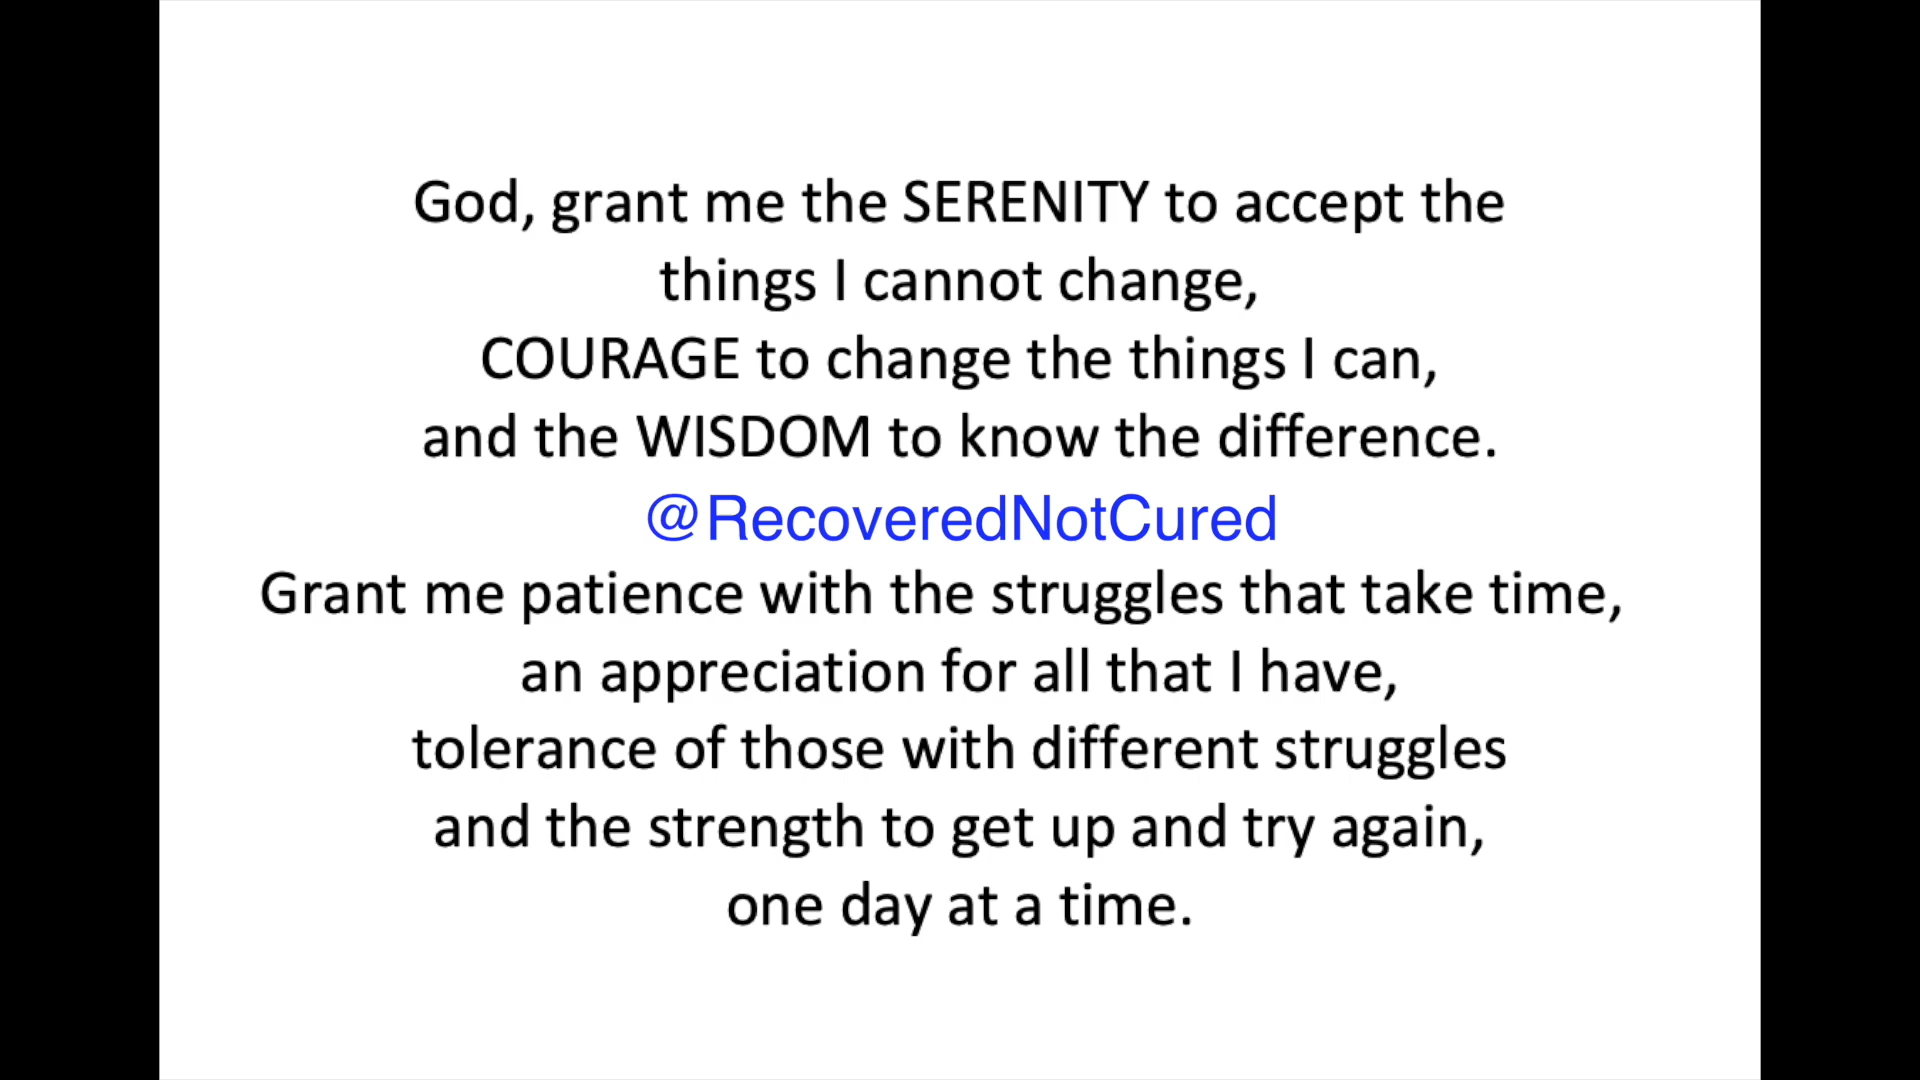 God, grant me the SERENITY to accept the
things I cannot change,
COURAGE to change the things I can,
and the WISDOM to know the difference.
@RecoveredNotCured
Grant me patience with the struggles that take time,
an appreciation for all that I have,
tolerance of those with different struggles
and the strength to get up and try again,
one day at a time.